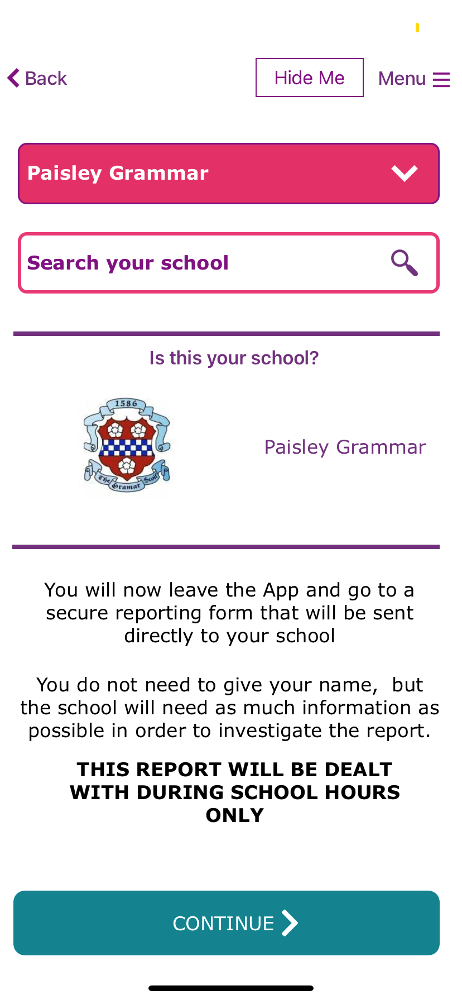 Back
Hide Me
Menu
Paisley Grammar
Search your school
Is this your school?
1586
The Gramar Scoil
Paisley Grammar
You will now leave the App and go to a
secure reporting form that will be sent
directly to your school
You do not need to give your name, but
the school will need as much information as
possible in order to investigate the report.
THIS REPORT WILL BE DEALT
WITH DURING SCHOOL HOURS
ONLY
CONTINUE